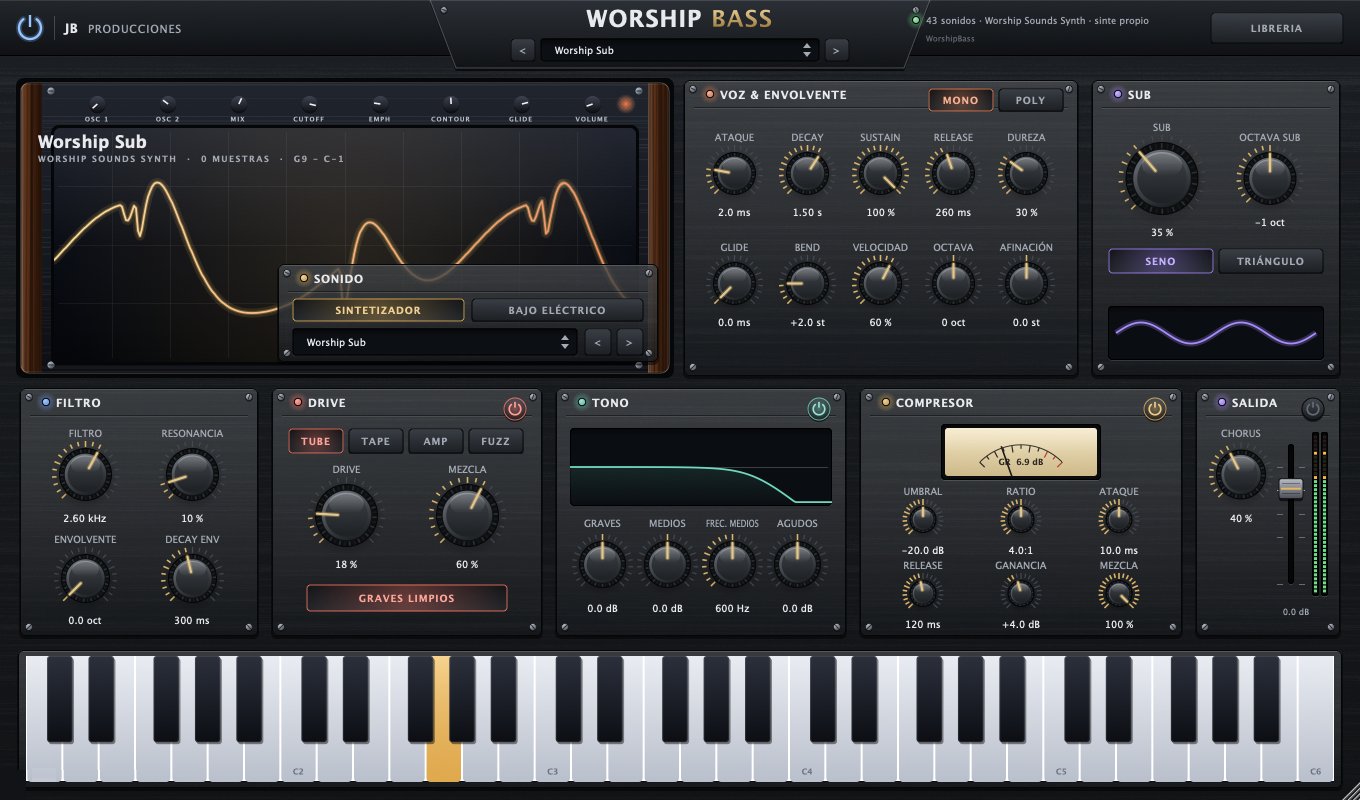 JB PRODUCCIONES
WORSHIP BASS
< Worship Sub >
43 sonidos · Worship Sounds Synth · sinte propio
WorshipBass
LIBRERIA
OSC 1 OSC 2 MIX CUTOFF EMPH CONTOUR GLIDE VOLUME
Worship Sub
WORSHIP SOUNDS SYNTH · 0 MUESTRAS · G9 – C-1
SONIDO
SINTETIZADOR BAJO ELÉCTRICO
Worship Sub < >
VOZ & ENVOLVENTE MONO POLY
ATAQUE DECAY SUSTAIN RELEASE DUREZA
2.0 ms 1.50 s 100 % 260 ms 30 %
GLIDE BEND VELOCIDAD OCTAVA AFINACIÓN
0.0 ms +2.0 st 60 % 0 oct 0.0 st
SUB
SUB OCTAVA SUB
35 % −1 oct
SENO TRIÁNGULO
FILTRO
FILTRO RESONANCIA
2.60 kHz 10 %
ENVOLVENTE DECAY ENV
0.0 oct 300 ms
DRIVE
TUBE TAPE AMP FUZZ
DRIVE MEZCLA
18 % 60 %
GRAVES LIMPIOS
TONO
GRAVES MEDIOS FREC. MEDIOS AGUDOS
0.0 dB 0.0 dB 600 Hz 0.0 dB
COMPRESOR
GR 6.9 dB
UMBRAL RATIO ATAQUE
−20.0 dB 4.0:1 10.0 ms
RELEASE GANANCIA MEZCLA
120 ms +4.0 dB 100 %
SALIDA
CHORUS
40 %
0.0 dB
C2 C3 C4 C5 C6